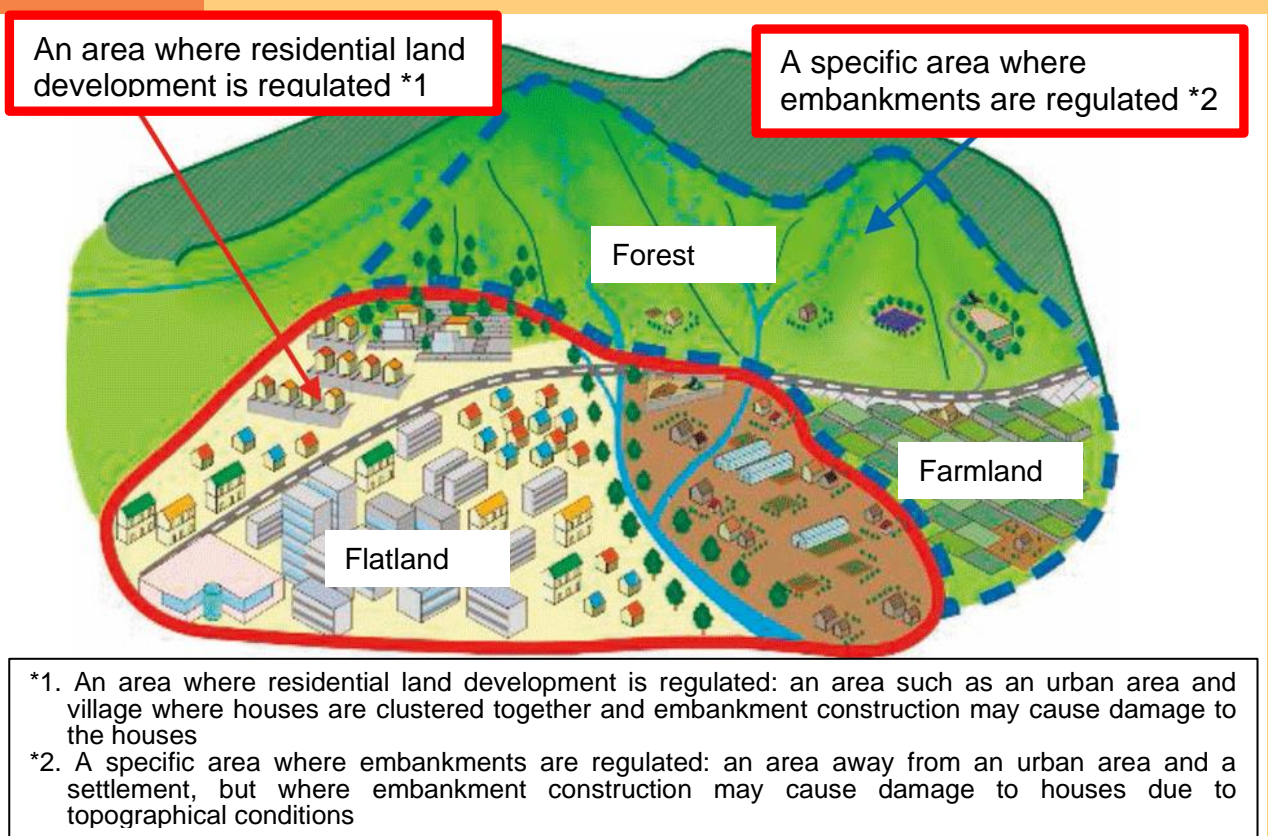 An area where residential land
development is regulated *1
A specific area where
embankments are regulated *2
Forest
Farmland
Flatland
*1. An area where residential land development is regulated: an area such as an urban area and
village where houses are clustered together and embankment construction may cause damage to
the houses
*2. A specific area where embankments are regulated: an area away from an urban area and a
settlement, but where embankment construction may cause damage to houses due to
topographical conditions